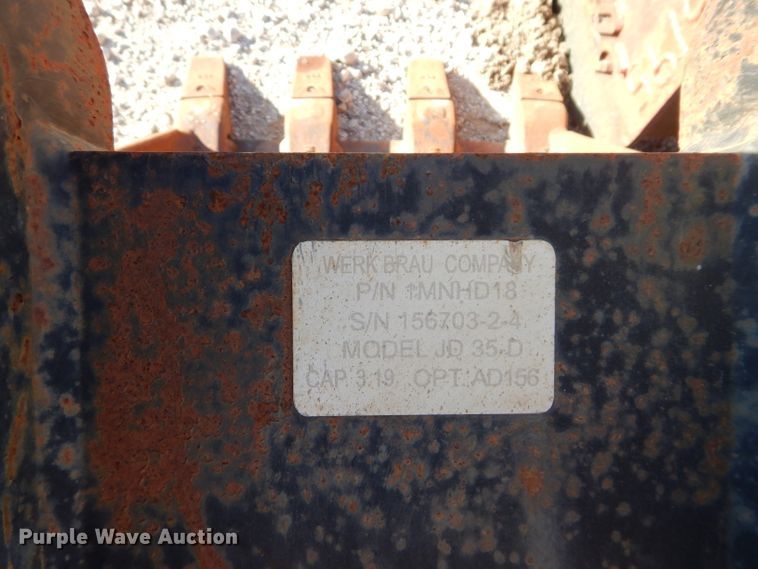 WERK BRAU COMPANY
P/N 1MNHD18
S/N 156703-2-4
MODEL JD 35-D
CAP. 3.19 OPT. AD156
Purple Wave Auction